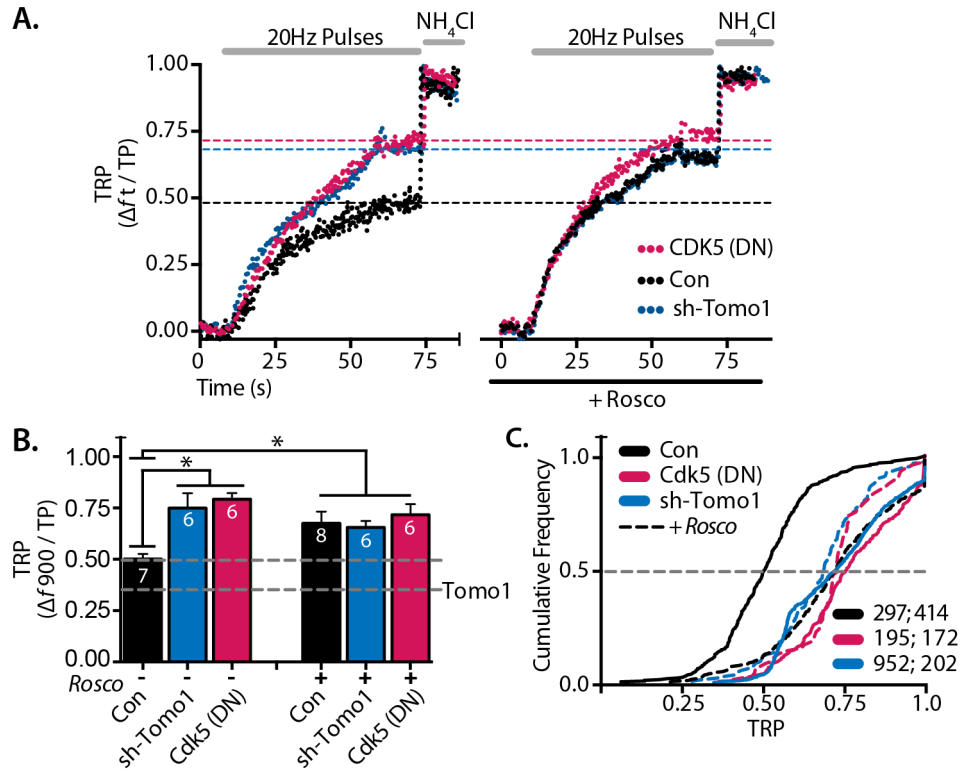 A.
20Hz Pulses
NH4Cl
20Hz Pulses
NH4Cl
TRP
(Δft / TP)
1.00
0.75
0.50
0.25
0.00
CDK5 (DN)
Con
sh-Tomo1
0 25 50 75
0 25 50 75
Time (s)
+ Rosco
B.
TRP
(Δf900 / TP)
1.00
0.75
0.50
0.25
0.00
*
*
7
6
6
8
6
6
Tomo1
Rosco - - - + + +
Con
sh-Tomo1
Cdk5 (DN)
Con
sh-Tomo1
Cdk5 (DN)
C.
Con
Cdk5 (DN)
sh-Tomo1
+ Rosco
Cumulative Frequency
1.0
0.5
0.0
297; 414
195; 172
952; 202
0.25 0.50 0.75 1.0
TRP